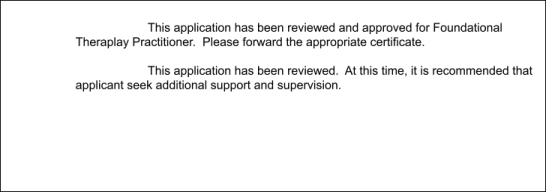 This application has been reviewed and approved for Foundational
Theraplay Practitioner.  Please forward the appropriate certificate.
This application has been reviewed.  At this time, it is recommended that
applicant seek additional support and supervision.